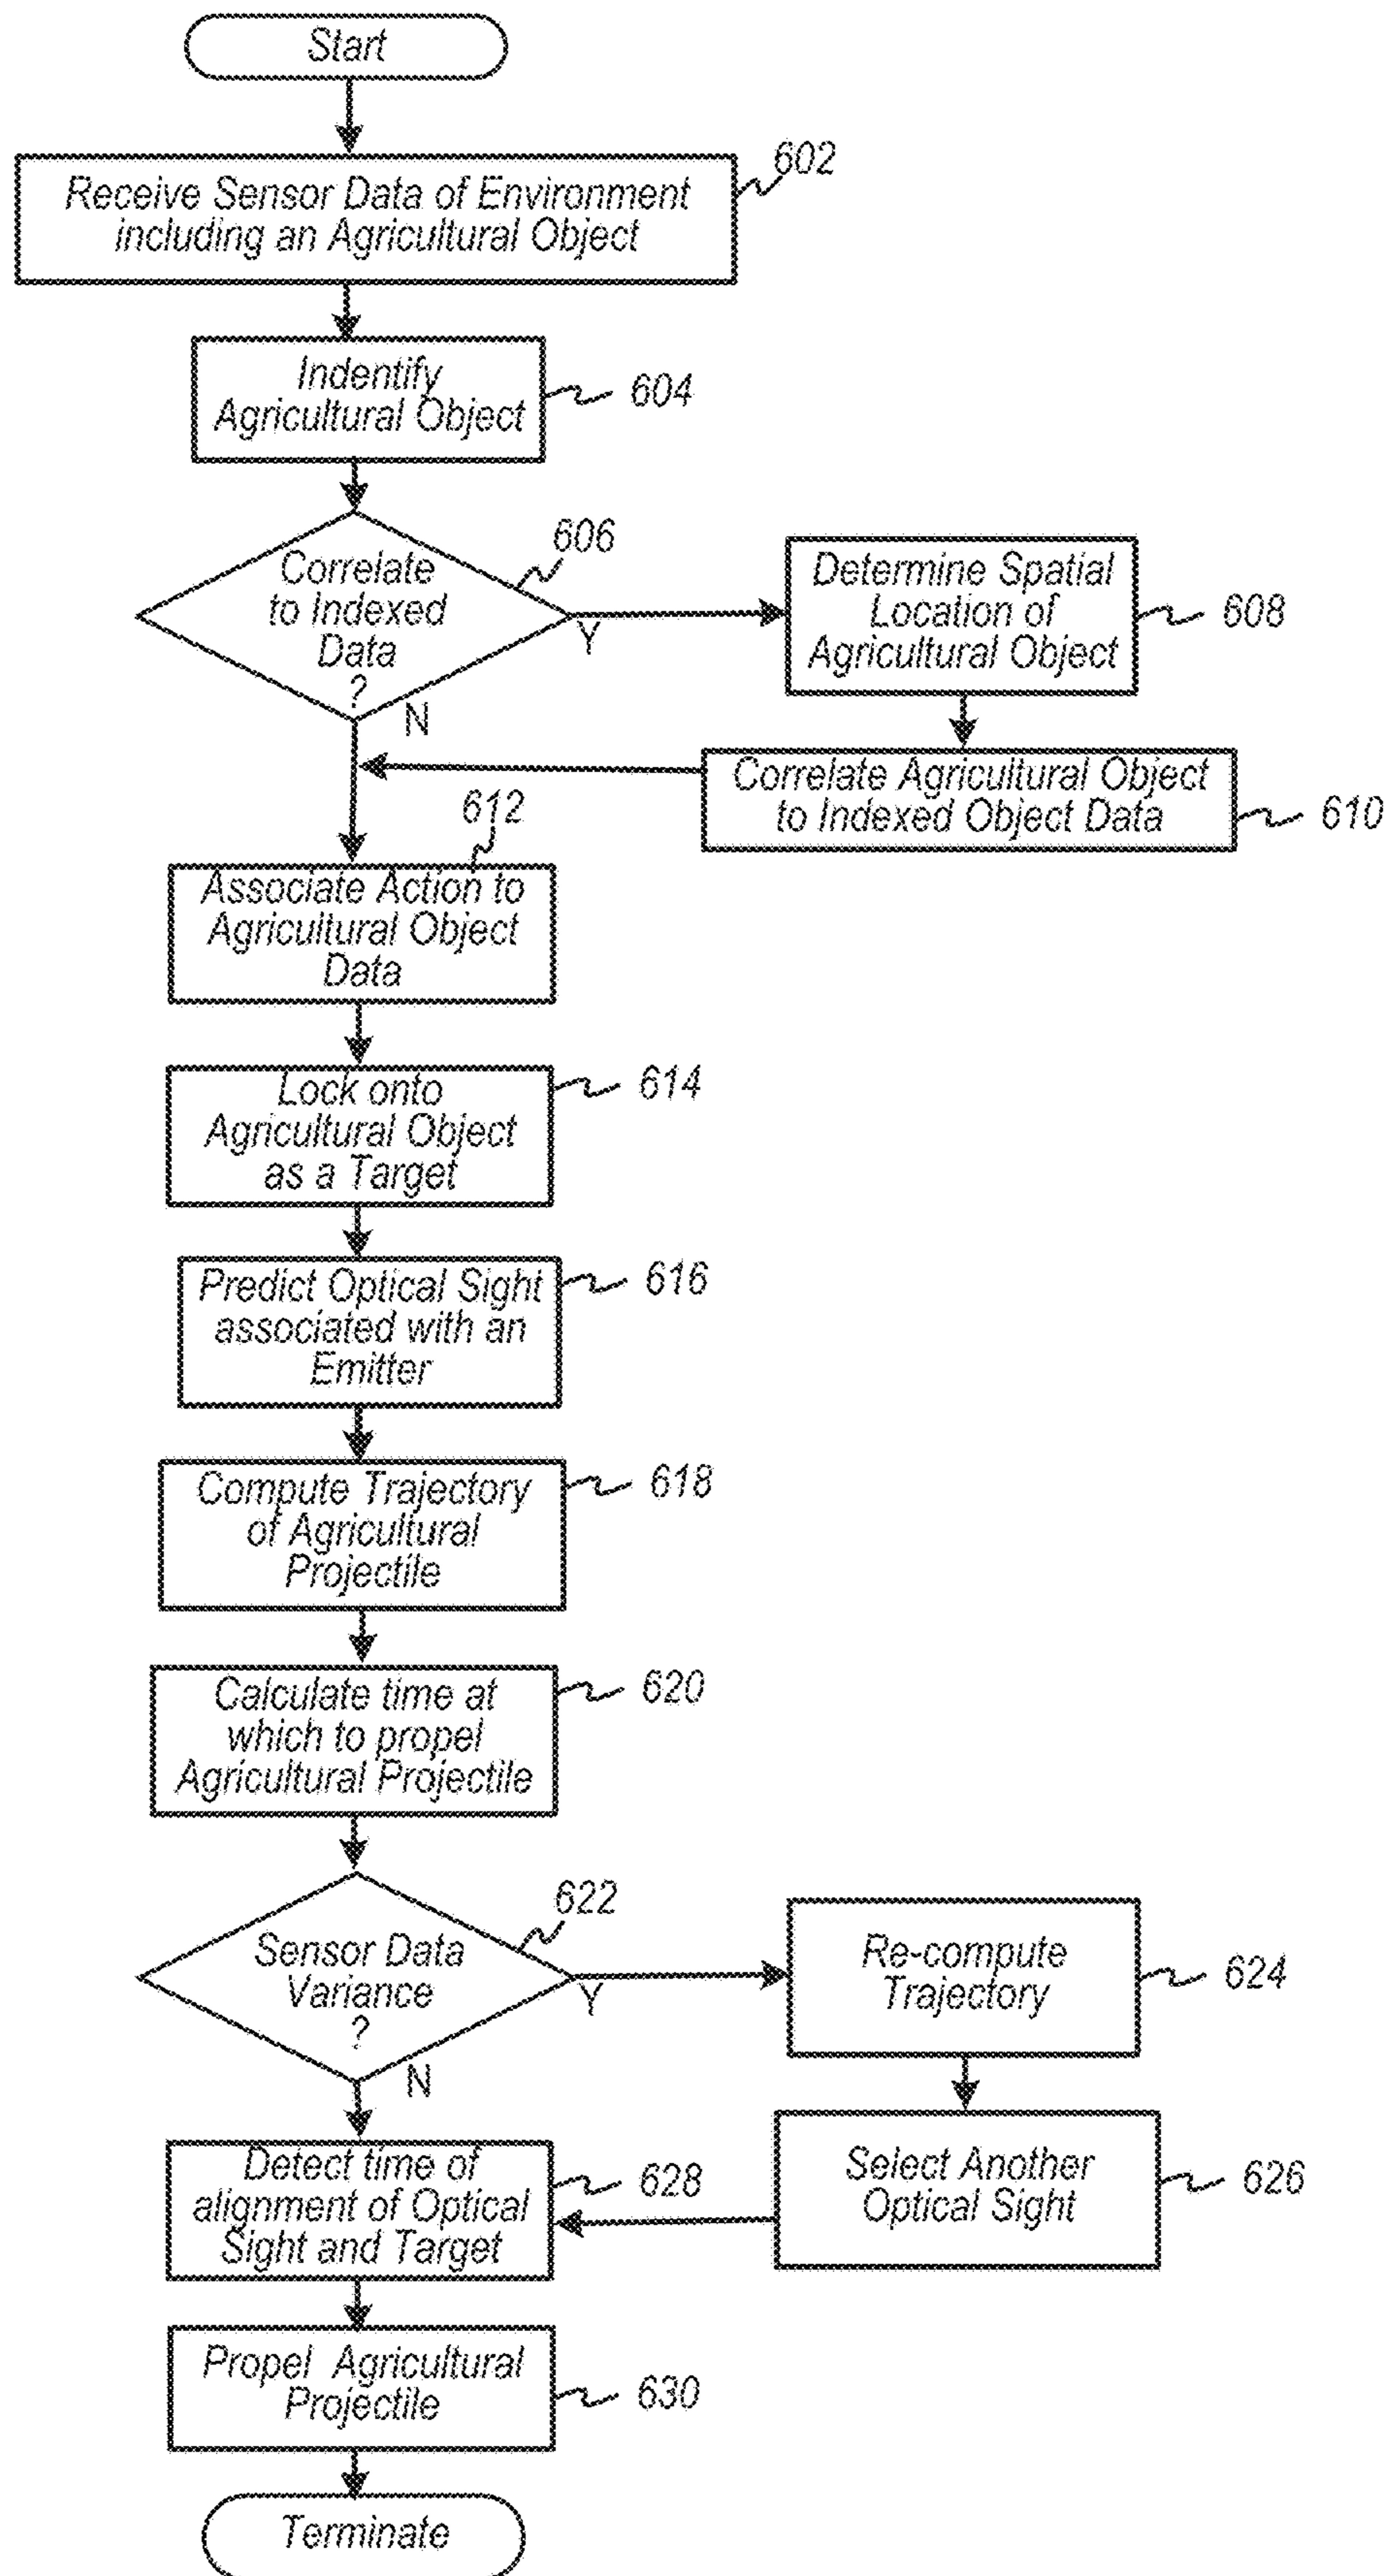 Start
602
Receive Sensor Data of Environment
including an Agricultural Object
Indentify
Agricultural Object
604
606
Correlate
to Indexed
Data
?
Y
N
Determine Spatial
Location of
Agricultural Object
608
Correlate Agricultural Object
to Indexed Object Data
610
612
Associate Action to
Agricultural Object
Data
Lock onto
Agricultural Object
as a Target
614
Predict Optical Sight
associated with an
Emitter
616
Compute Trajectory
of Agricultural
Projectile
618
Calculate time at
which to propel
Agricultural Projectile
620
622
Sensor Data
Variance
?
Y
N
Re-compute
Trajectory
624
Select Another
Optical Sight
626
Detect time of
alignment of Optical
Sight and Target
628
Propel Agricultural
Projectile
630
Terminate